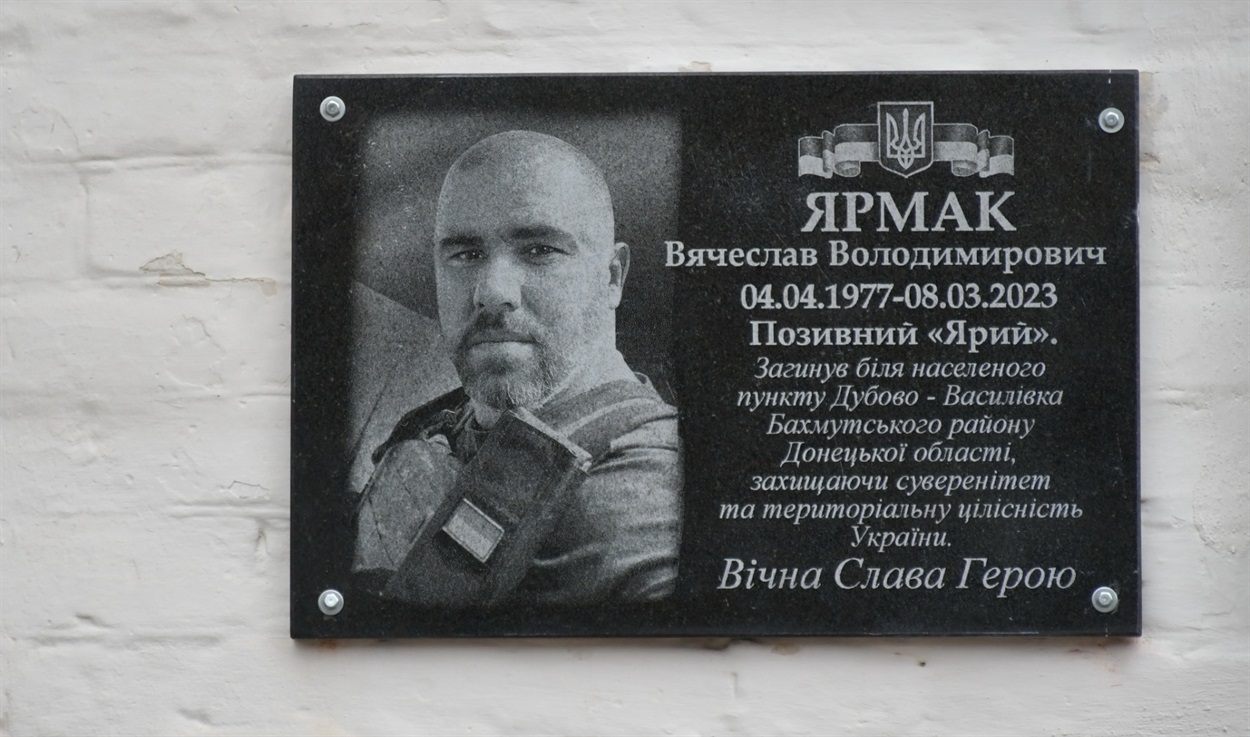 ЯРМАК
Вячеслав Володимирович
04.04.1977-08.03.2023
Позивний «Ярий».
Загинув біля населеного
пункту Дубово - Василівка
Бахмутського району
Донецької області,
захищаючи суверенітет
та територіальну цілісність
України.
Вічна Слава Герою